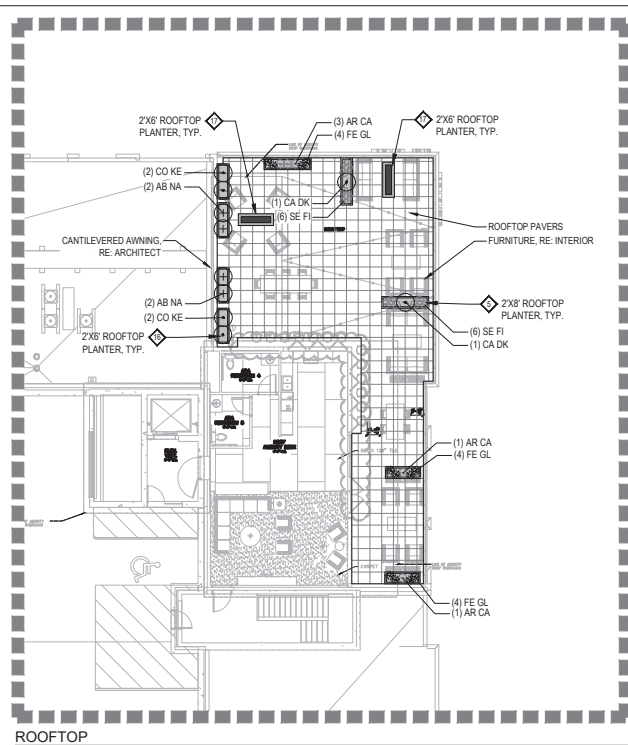 2'X6' ROOFTOP
PLANTER, TYP.
17
(3) AR CA
(4) FE GL
17
2'X6' ROOFTOP
PLANTER, TYP.
(2) CO KE
(2) AB NA
(1) CA DK
(6) SE FI
ROOFTOP PAVERS
FURNITURE, RE: INTERIOR
CANTILEVERED AWNING,
RE: ARCHITECT
(2) AB NA
(2) CO KE
2'X6' ROOFTOP
PLANTER, TYP.
16
5
2'X8' ROOFTOP
PLANTER, TYP.
(6) SE FI
(1) CA DK
(1) AR CA
(4) FE GL
CARPET
(4) FE GL
(1) AR CA
ROOFTOP